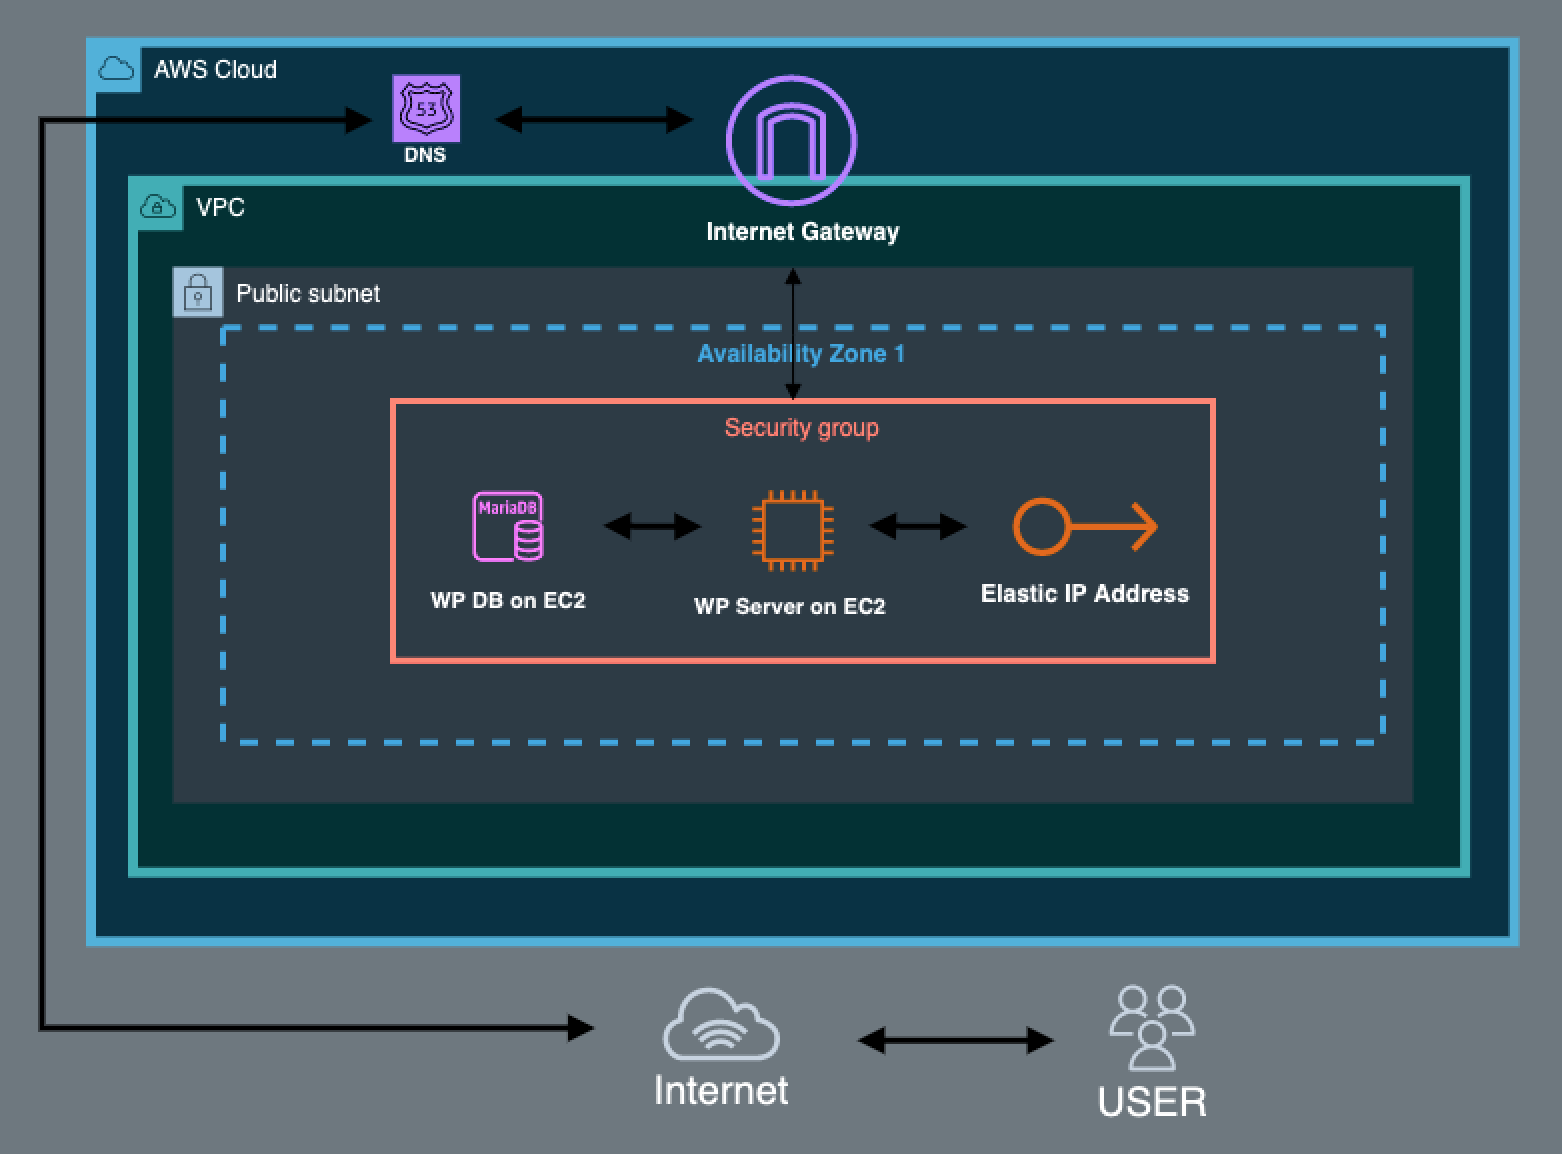 AWS Cloud
53
DNS
VPC
Internet Gateway
Public subnet
Availability Zone 1
Security group
MariaDB
WP DB on EC2
WP Server on EC2
Elastic IP Address
Internet
USER